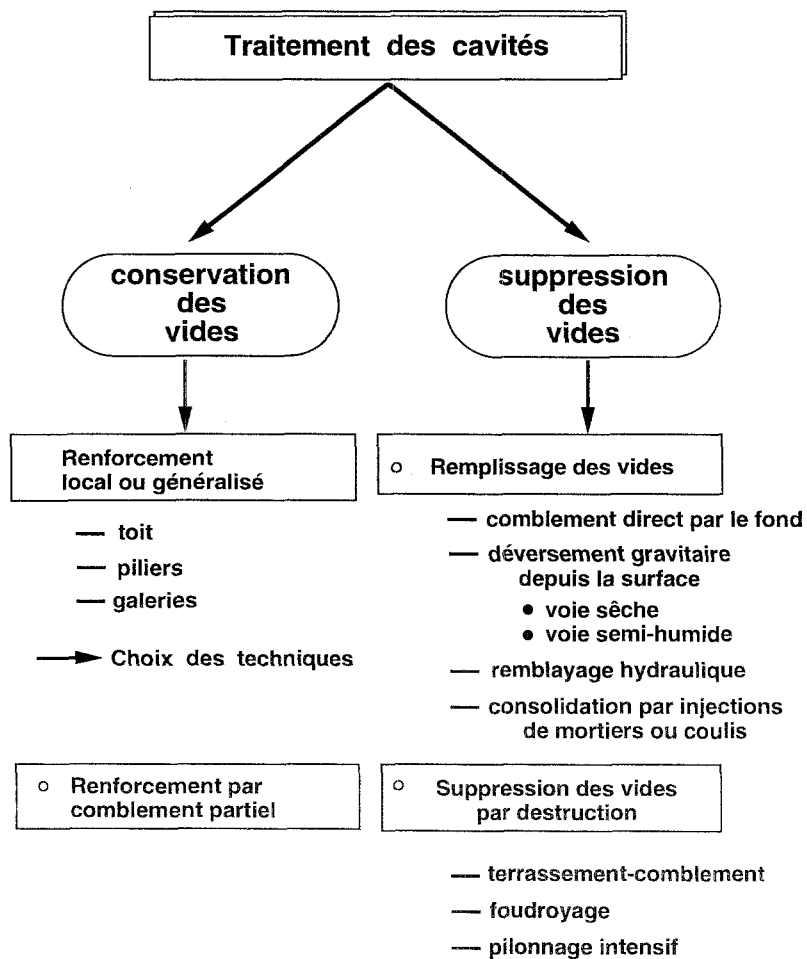 Traitement des cavités
conservation
des
vides
suppression
des
vides
Renforcement
local ou généralisé
— toit
— piliers
— galeries
Choix des techniques
○ Renforcement par
comblement partiel
○ Remplissage des vides
— comblement direct par le fond
— déversement gravitaire
depuis la surface
● voie sêche
● voie semi-humide
— remblayage hydraulique
— consolidation par injections
de mortiers ou coulis
○ Suppression des vides
par destruction
— terrassement-comblement
— foudroyage
— pilonnage intensif